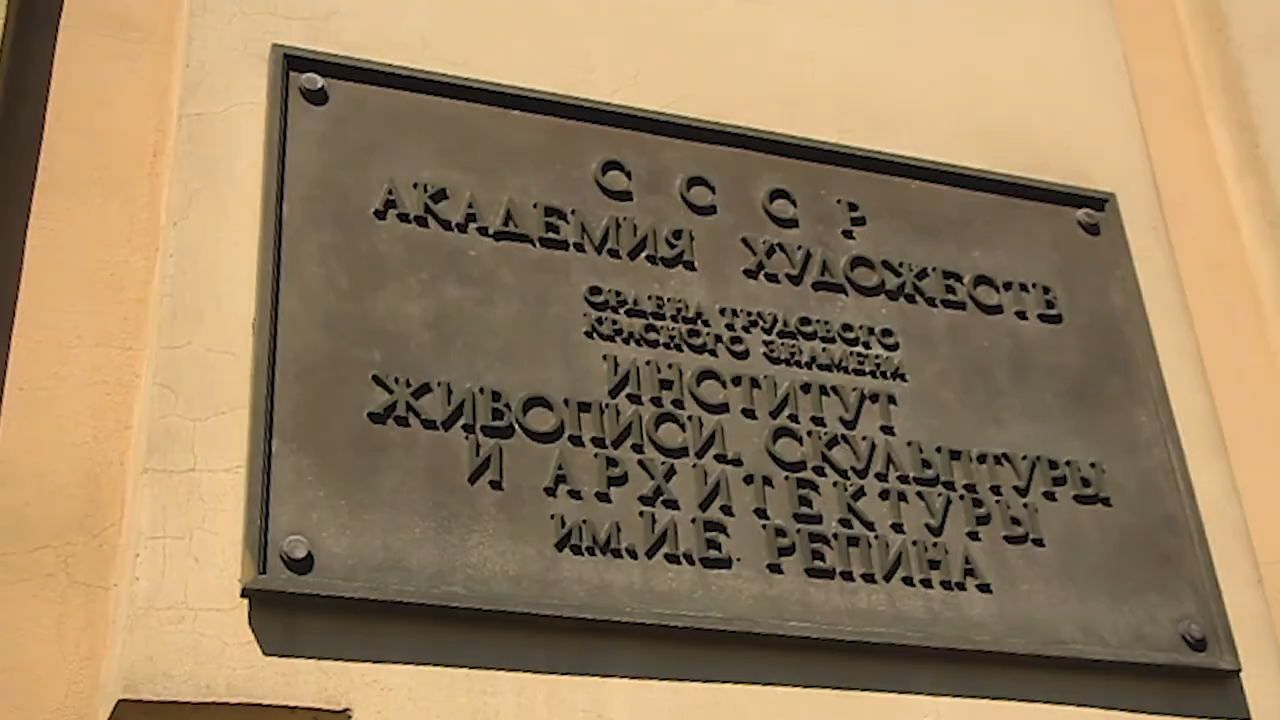 С С С Р
АКАДЕМИЯ ХУДОЖЕСТВ
ОРДЕНА ТРУДОВОГО
КРАСНОГО ЗНАМЕНИ
ИНСТИТУТ
ЖИВОПИСИ, СКУЛЬПТУРЫ
И АРХИТЕКТУРЫ
ИМ. И.Е. РЕПИНА